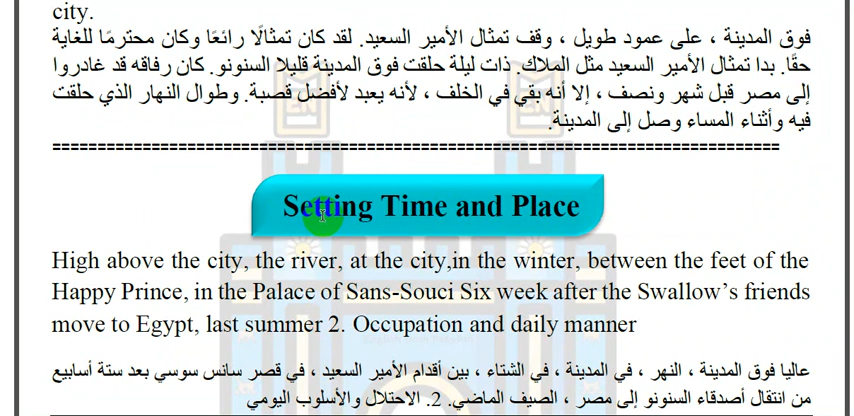 city.
فوق المدينة ، على عمود طويل ، وقف تمثال الأمير السعيد. لقد كان تمثالًا رائعًا وكان محترمًا للغاية
حقًا. بدا تمثال الأمير السعيد مثل الملاك. ذات ليلة حلقت فوق المدينة قليلا السنونو. كان رفاقه قد غادروا
إلى مصر قبل شهر ونصف ، إلا أنه بقي في الخلف ، لأنه يعبد لأفضل قصبة. وطوال النهار الذي حلقت
فيه وأثناء المساء وصل إلى المدينة.
Setting Time and Place
High above the city, the river, at the city,in the winter, between the feet of the
Happy Prince, in the Palace of Sans-Souci Six week after the Swallow’s friends
move to Egypt, last summer 2. Occupation and daily manner
عاليا فوق المدينة ، النهر ، في المدينة ، في الشتاء ، بين أقدام الأمير السعيد ، في قصر سانس سوسي بعد ستة أسابيع
من انتقال أصدقاء السنونو إلى مصر ، الصيف الماضي. 2. الاحتلال والأسلوب اليومي